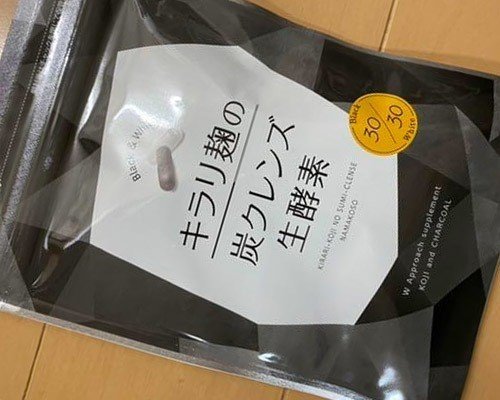 Black & White
キラリ麹の
炭クレンズ
生酵素
KIRARI-KOJI NO SUMI-CLENSE
NAMAKOSO
Black
30/30
White
W Approach supplement
KOJI and CHARCOAL